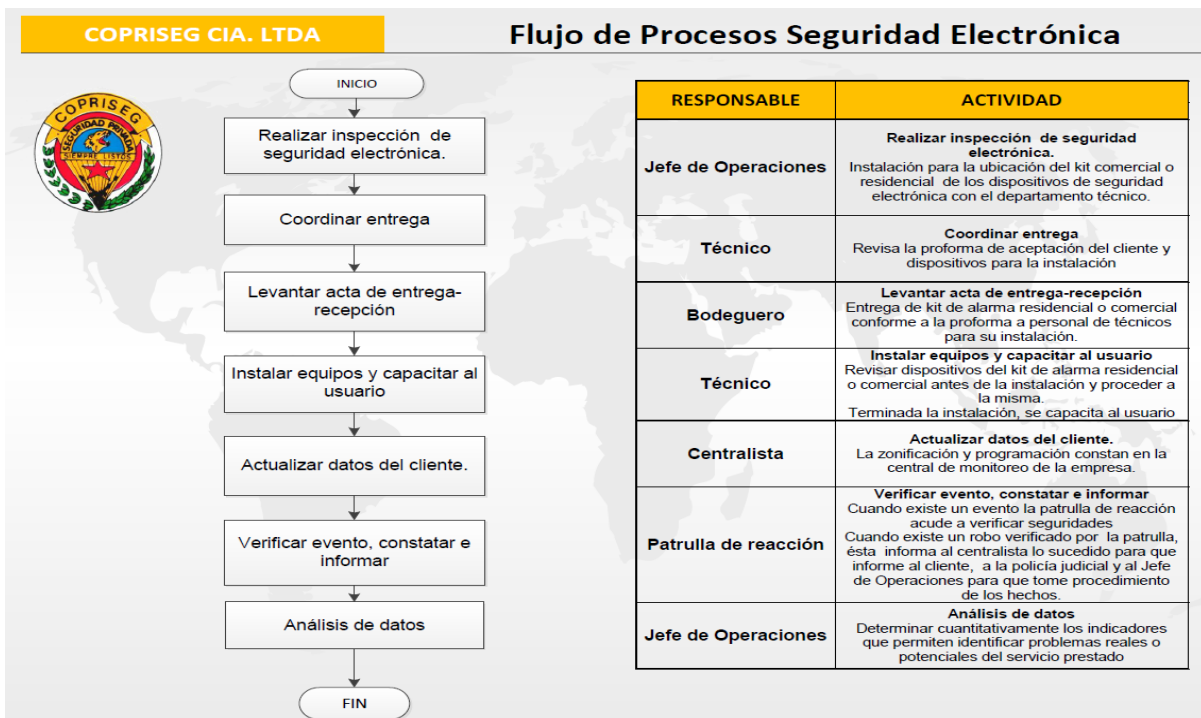 COPRISEG CIA. LTDA
Flujo de Procesos Seguridad Electrónica
COPRISEG
SEGURIDAD PRIVADA
SIEMPRE LISTOS
INICIO
Realizar inspección de
seguridad electrónica.
Coordinar entrega
Levantar acta de entrega-
recepción
Instalar equipos y capacitar al
usuario
Actualizar datos del cliente.
Verificar evento, constatar e
informar
Análisis de datos
FIN
RESPONSABLE
ACTIVIDAD
Jefe de Operaciones
Realizar inspección de seguridad
electrónica.
Instalación para la ubicación del kit comercial o
residencial de los dispositivos de seguridad
electrónica con el departamento técnico.
Técnico
Coordinar entrega
Revisa la proforma de aceptación del cliente y
dispositivos para la instalación
Bodeguero
Levantar acta de entrega-recepción
Entrega de kit de alarma residencial o comercial
conforme a la proforma a personal de técnicos
para su instalación.
Técnico
Instalar equipos y capacitar al usuario
Revisar dispositivos del kit de alarma residencial
o comercial antes de la instalación y proceder a
la misma.
Terminada la instalación, se capacita al usuario
Centralista
Actualizar datos del cliente.
La zonificación y programación constan en la
central de monitoreo de la empresa.
Patrulla de reacción
Verificar evento, constatar e informar
Cuando existe un evento la patrulla de reacción
acude a verificar seguridades
Cuando existe un robo verificado por la patrulla,
ésta informa al centralista lo sucedido para que
informe al cliente, a la policía judicial y al Jefe
de Operaciones para que tome procedimiento
de los hechos.
Jefe de Operaciones
Análisis de datos
Determinar cuantitativamente los indicadores
que permiten identificar problemas reales o
potenciales del servicio prestado